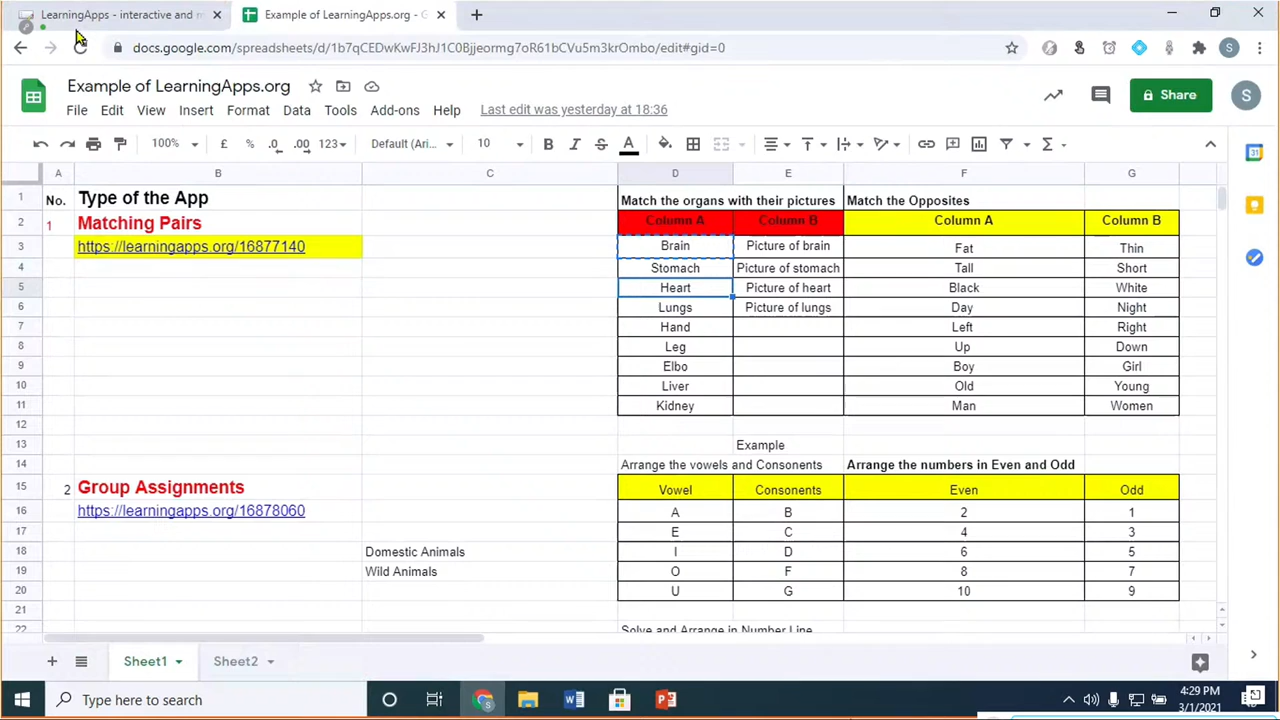 LearningApps - interactive and m
Example of LearningApps.org - G
docs.google.com/spreadsheets/d/1b7qCEDwKwFJ3hJ1C0Bjjeormg7oR61bCVu5m3krOmbo/edit#gid=0
S
Example of LearningApps.org
File Edit View Insert Format Data Tools Add-ons Help Last edit was yesterday at 18:36
Share
S
100% £ % .0 .00 123 Default (Ari... 10 B I S A Σ
31
A B C D E F G
1 No. Type of the App Match the organs with their pictures Match the Opposites
2 1 Matching Pairs Column A Column B Column A Column B
3 https://learningapps.org/16877140 Brain Picture of brain Fat Thin
4 Stomach Picture of stomach Tall Short
5 Heart Picture of heart Black White
6 Lungs Picture of lungs Day Night
7 Hand Left Right
8 Leg Up Down
9 Elbo Boy Girl
10 Liver Old Young
11 Kidney Man Women
12
13 Example
14 Arrange the vowels and Consonents Arrange the numbers in Even and Odd
15 2 Group Assignments Vowel Consonents Even Odd
16 https://learningapps.org/16878060 A B 2 1
17 E C 4 3
18 Domestic Animals I D 6 5
19 Wild Animals O F 8 7
20 U G 10 9
21
22 Solve and Arrange in Number Line
Sheet1 Sheet2
Type here to search
4:29 PM
3/1/2021